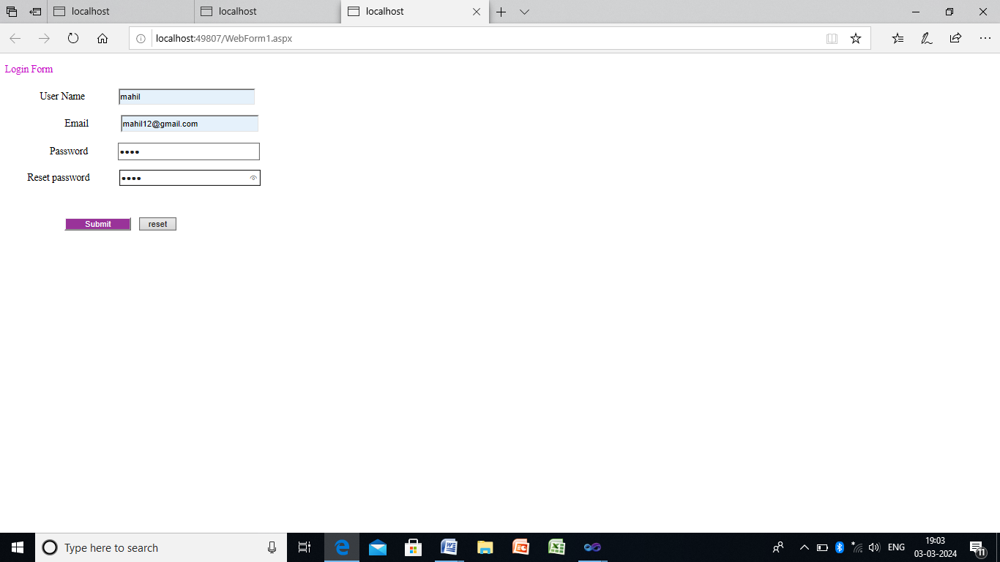 localhost
localhost
localhost
localhost:49807/WebForm1.aspx
Login Form
User Name mahil
Email mahil12@gmail.com
Password ••••
Reset password ••••
Submit reset
Type here to search
ENG
19:03
03-03-2024
11